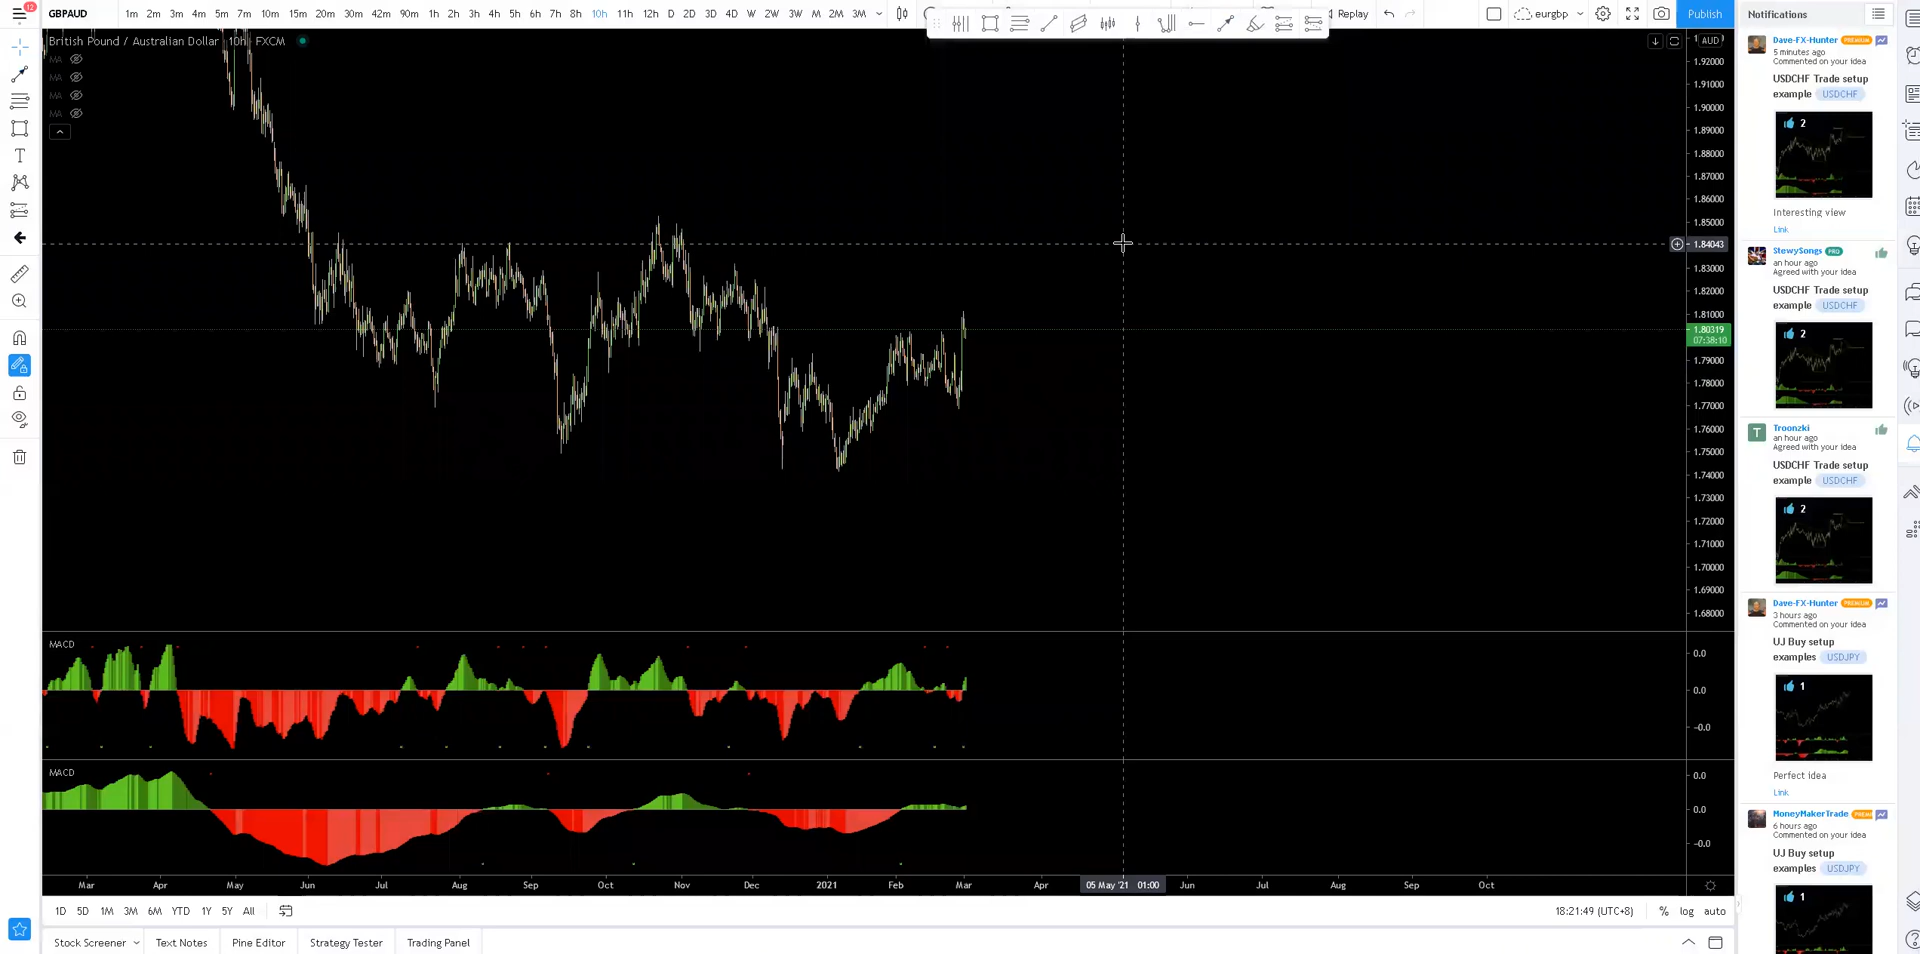 12
GBPAUD 1m 2m 3m 4m 5m 7m 8m 10m 15m 20m 30m 42m 90m 1h 2h 3h 4h 5h 6h 7h 8h 10h 11h 12h D 2D 3D 4D W 2W 3W M 2M 3M
Replay
eurgbp
Publish
British Pound / Australian Dollar 10h FXCM
MA
MA
MA
MA
AUD
1.92000
1.91000
1.90000
1.89000
1.88000
1.87000
1.86000
1.85000
1.84043
1.83000
1.82000
1.81000
1.80319
07:38:10
1.79000
1.78000
1.77000
1.76000
1.75000
1.74000
1.73000
1.72000
1.71000
1.70000
1.69000
1.68000
MACD
0.0
0.0
-0.0
MACD
0.0
0.0
-0.0
Mar Apr May Jun Jul Aug Sep Oct Nov Dec 2021 Feb Mar Apr 05 May '21 01:00 Jun Jul Aug Sep Oct
1D 5D 1M 3M 6M YTD 1Y 5Y All
18:21:49 (UTC+8) % log auto
Stock Screener Text Notes Pine Editor Strategy Tester Trading Panel
Notifications
Dave-FX-Hunter PREMIUM
5 minutes ago
Commented on your idea
USDCHF Trade setup
example USDCHF
2
Interesting view
Link
StewySongs PRO
an hour ago
Agreed with your idea
USDCHF Trade setup
example USDCHF
2
T
Troonzki
an hour ago
Agreed with your idea
USDCHF Trade setup
example USDCHF
2
Dave-FX-Hunter PREMIUM
3 hours ago
Commented on your idea
UJ Buy setup
examples USDJPY
1
Perfect idea
Link
MoneyMakerTrade PREM
6 hours ago
Commented on your idea
UJ Buy setup
examples USDJPY
1